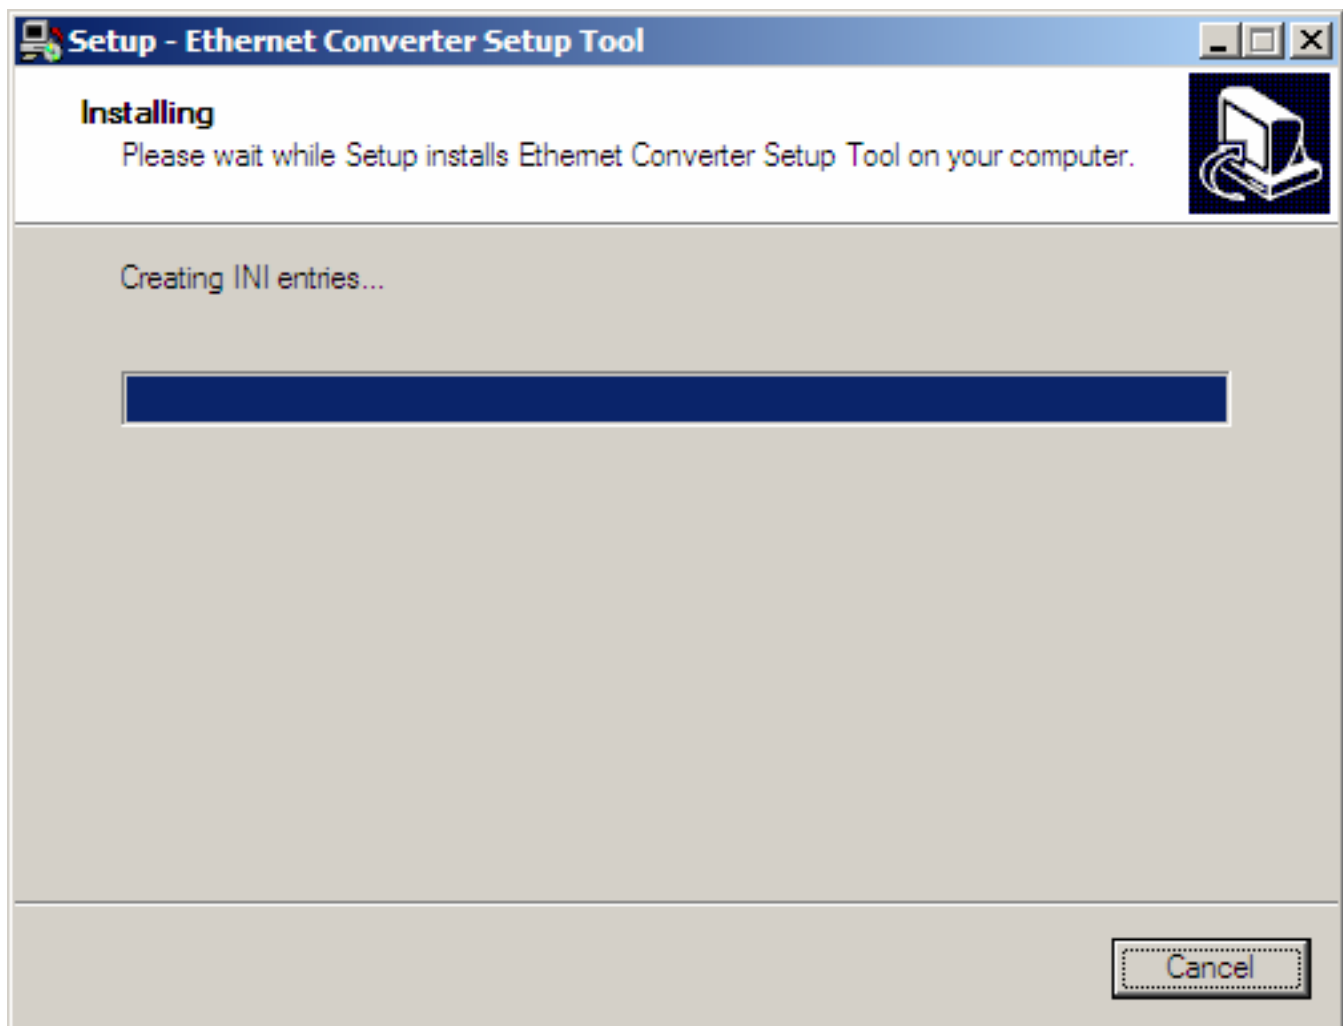 Setup - Ethernet Converter Setup Tool
Installing
Please wait while Setup installs Ethernet Converter Setup Tool on your computer.
Creating INI entries...
Cancel